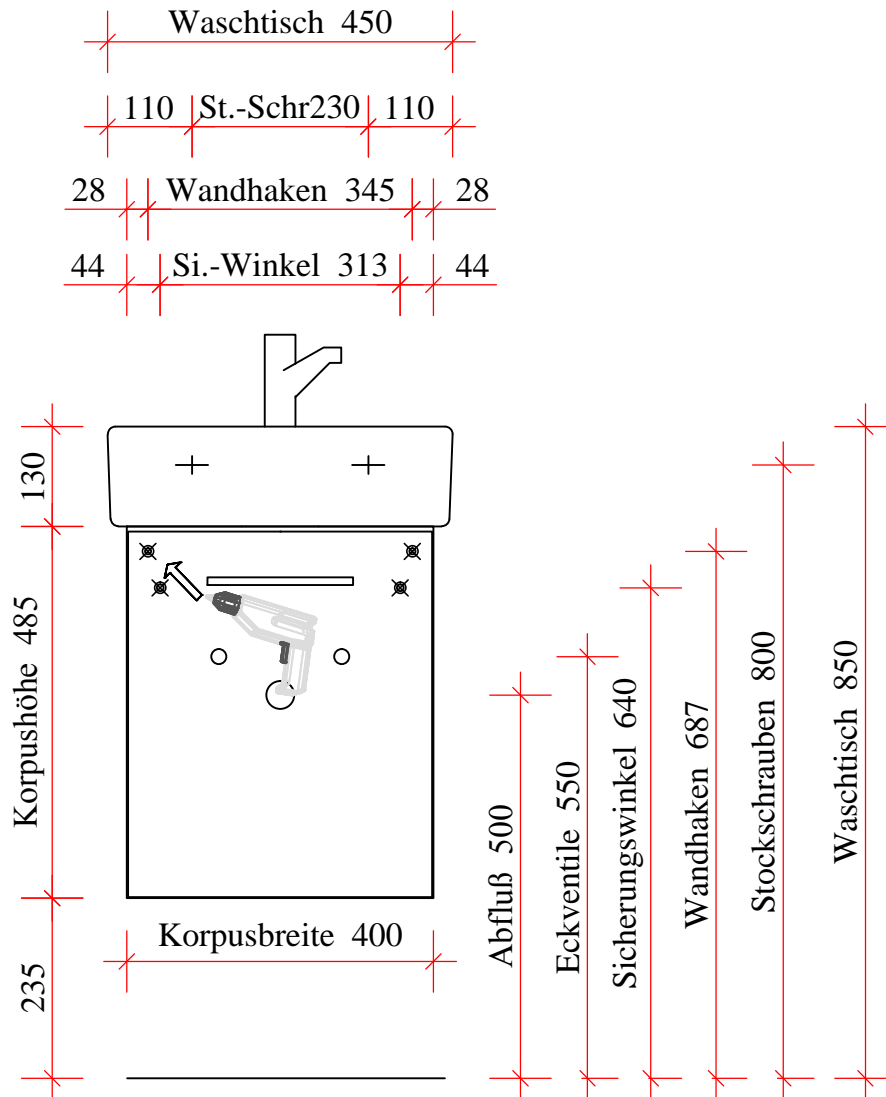 Waschtisch 450
110 St.-Schr230 110
28 Wandhaken 345 28
44 Si.-Winkel 313 44
130
Korpushöhe 485
235
Korpusbreite 400
Abfluß 500
Eckventile 550
Sicherungswinkel 640
Wandhaken 687
Stockschrauben 800
Waschtisch 850